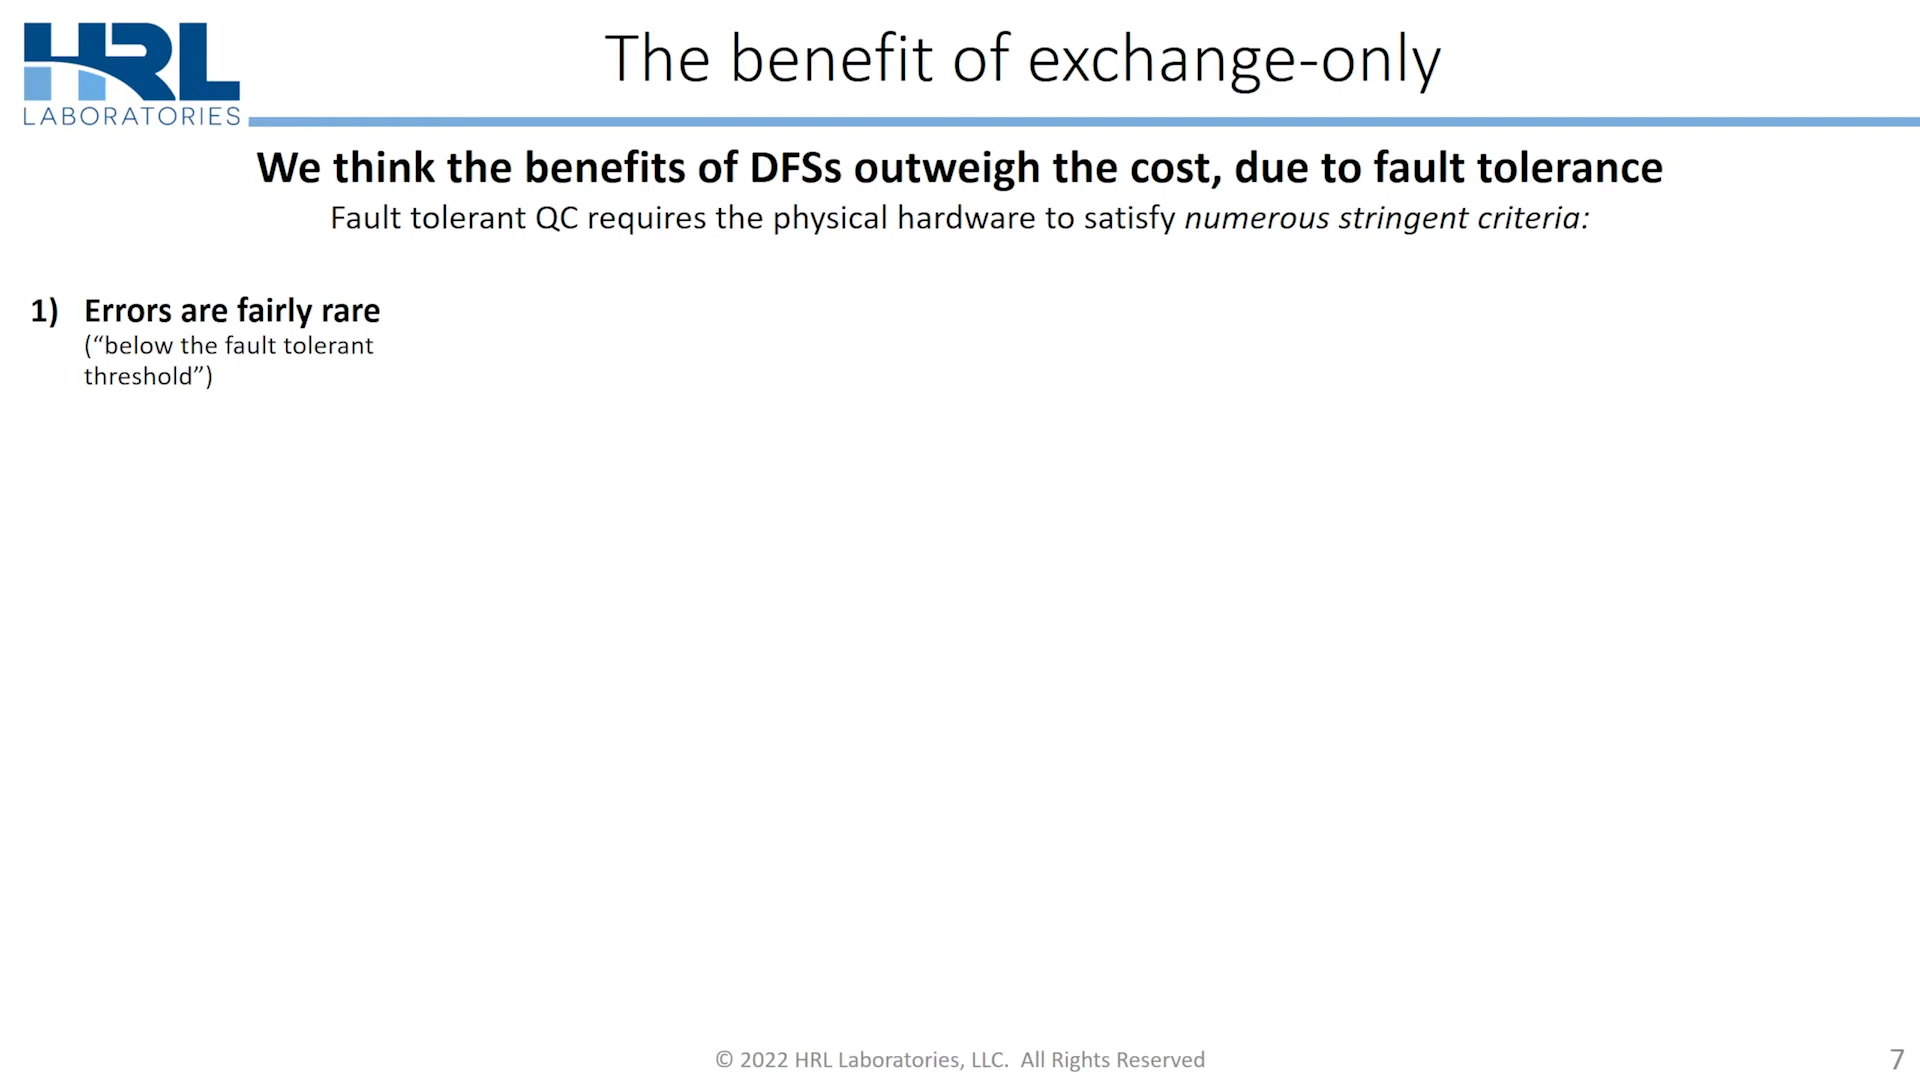 HRL
LABORATORIES
The benefit of exchange-only
We think the benefits of DFSs outweigh the cost, due to fault tolerance
Fault tolerant QC requires the physical hardware to satisfy numerous stringent criteria:
1) Errors are fairly rare
(“below the fault tolerant
threshold”)
© 2022 HRL Laboratories, LLC. All Rights Reserved
7